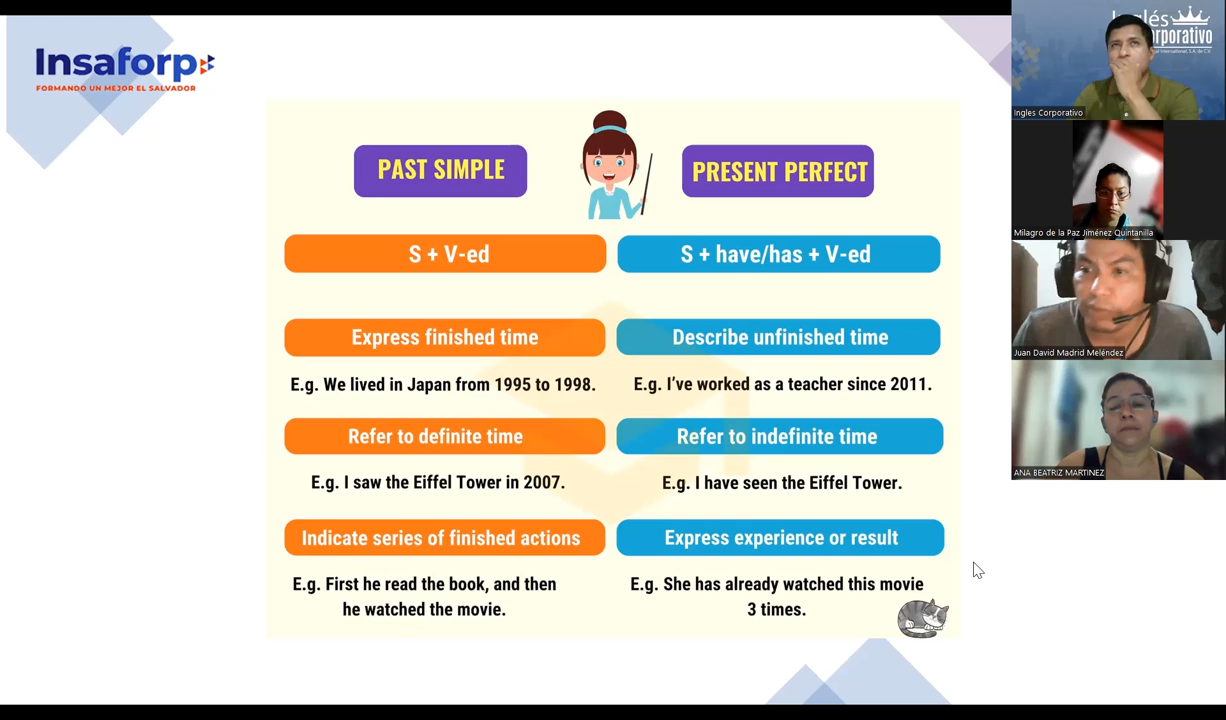 Insaforp
FORMANDO UN MEJOR EL SALVADOR
PAST SIMPLE
PRESENT PERFECT
S + V-ed
S + have/has + V-ed
Express finished time
Describe unfinished time
E.g. We lived in Japan from 1995 to 1998.
E.g. I've worked as a teacher since 2011.
Refer to definite time
Refer to indefinite time
E.g. I saw the Eiffel Tower in 2007.
E.g. I have seen the Eiffel Tower.
Indicate series of finished actions
Express experience or result
E.g. First he read the book, and then
he watched the movie.
E.g. She has already watched this movie
3 times.
Ingles Corporativo
Milagro de la Paz Jiménez Quintanilla
Juan David Madrid Meléndez
ANA BEATRIZ MARTINEZ